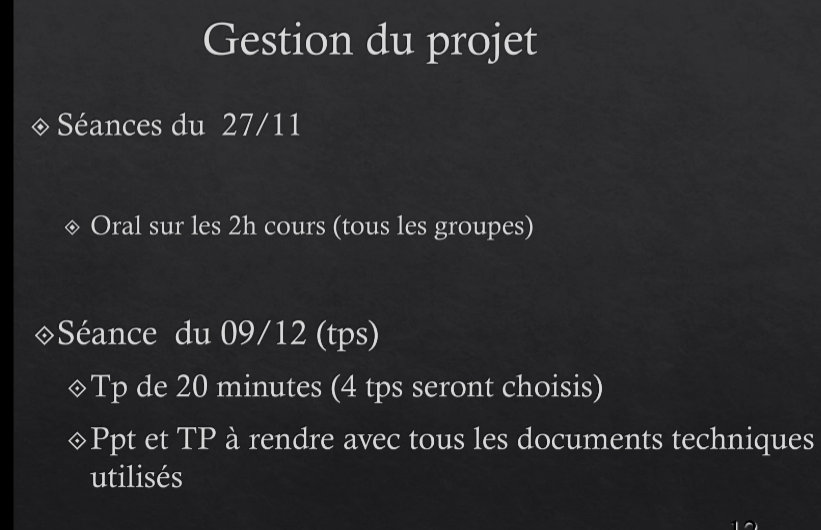 Gestion du projet
Séances du 27/11
Oral sur les 2h cours (tous les groupes)
Séance du 09/12 (tps)
Tp de 20 minutes (4 tps seront choisis)
Ppt et TP à rendre avec tous les documents techniques
utilisés